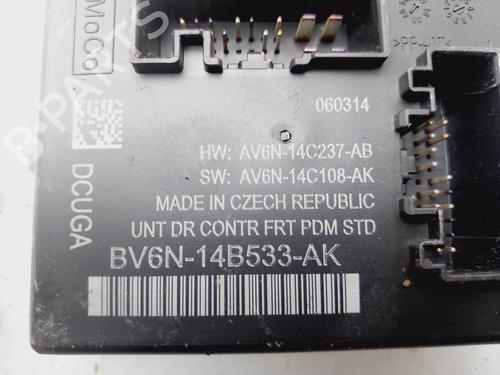 MoCo
060314
HW: AV6N-14C237-AB
SW: AV6N-14C108-AK
MADE IN CZECH REPUBLIC
UNT DR CONTR FRT PDM STD
BV6N-14B533-AK
DCUGA
B-PARTS